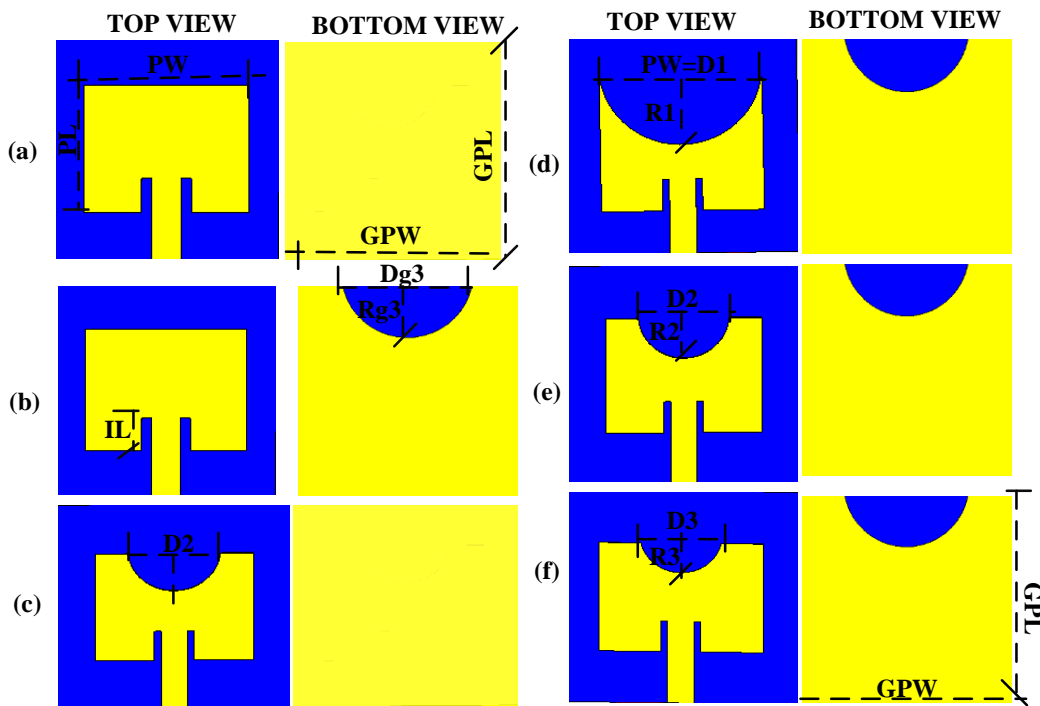 TOP VIEW
BOTTOM VIEW
PW
PL
GPL
GPW
(a)
Dg3
Rg3
IL
(b)
D2
(c)
TOP VIEW
BOTTOM VIEW
PW=D1
R1
(d)
D2
R2
(e)
D3
R3
(f)
GPL
GPW